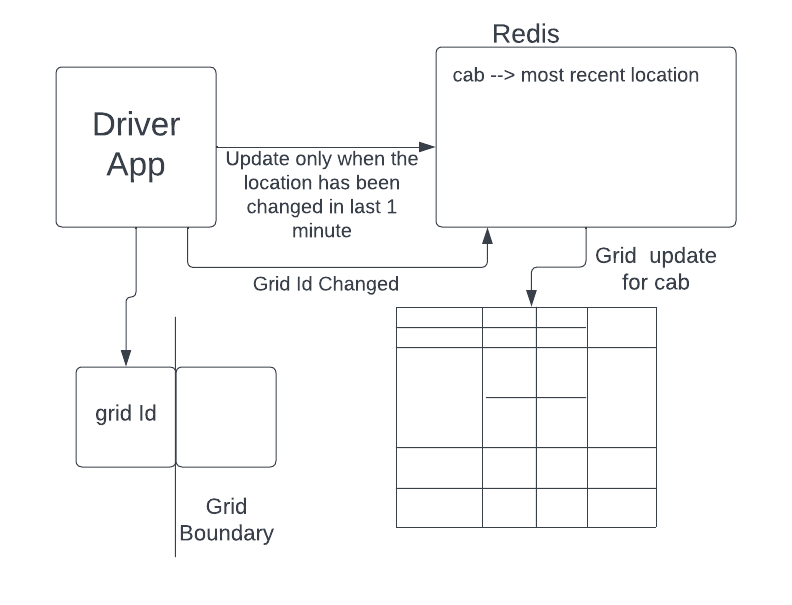 Redis
cab --> most recent location
Driver
App
Update only when the
location has been
changed in last 1
minute
Grid Id Changed
Grid  update
for cab
grid Id
Grid
Boundary